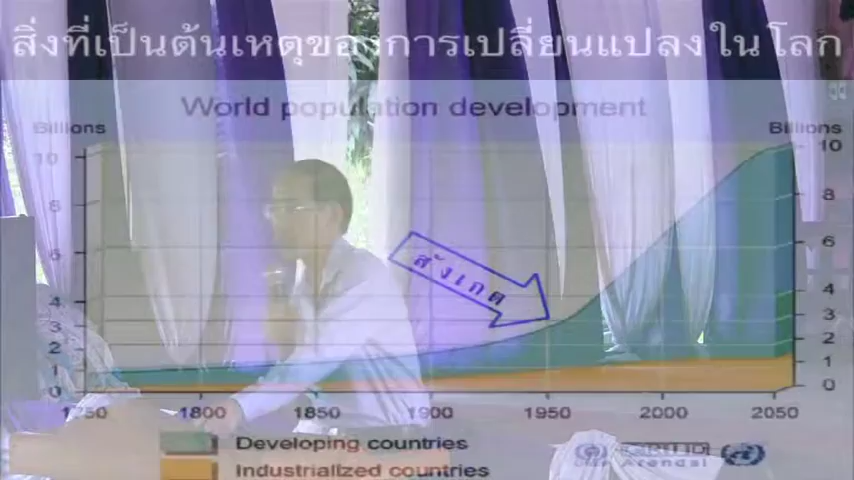 สิ่งที่เป็นต้นเหตุของการเปลี่ยนแปลงในโลก
World population development
Billions
Billions
10
10
8
8
6
6
4
4
3
3
2
2
1
1
0
0
สังเกต
1750
1800
1850
1900
1950
2000
2050
Developing countries
Industrialized countries
Arendal